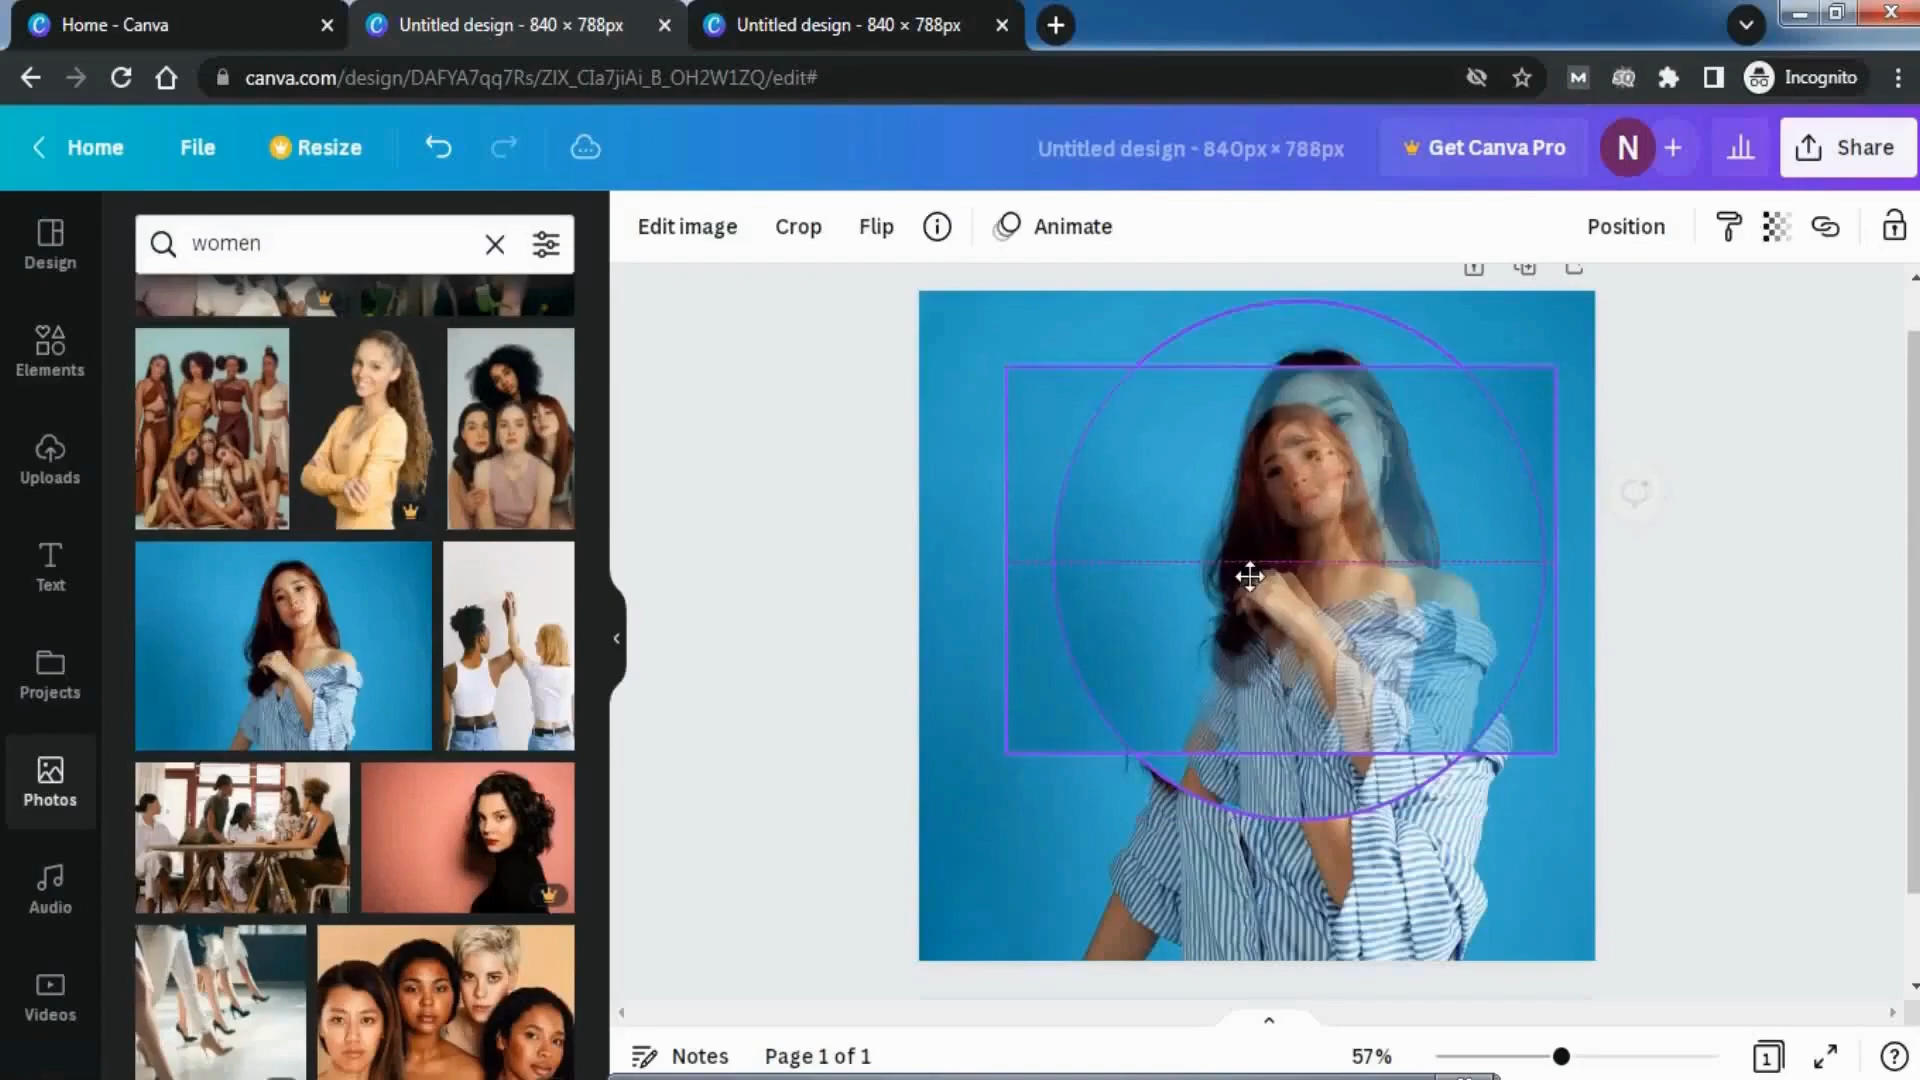 Home - Canva
Untitled design - 840 × 788px
Untitled design - 840 × 788px
canva.com/design/DAFYA7qq7Rs/ZIX_CIa7jiAi_B_OH2W1ZQ/edit#
Incognito
Home
File
Resize
Untitled design - 840px × 788px
Get Canva Pro
N
Share
women
Edit image
Crop
Flip
Animate
Position
Design
Elements
Uploads
Text
Projects
Photos
Audio
Videos
Notes
Page 1 of 1
57%
1